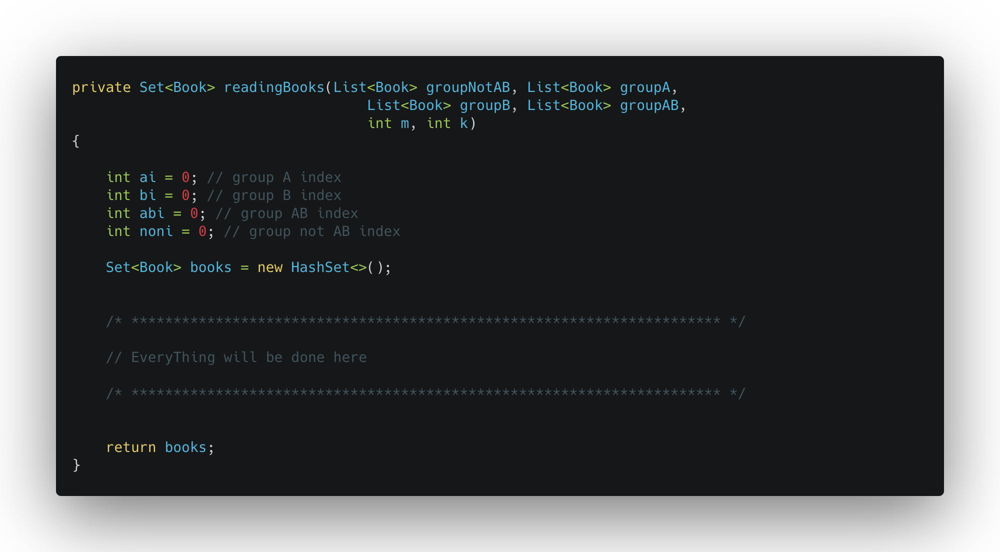 private Set<Book> readingBooks(List<Book> groupNotAB, List<Book> groupA,
                                   List<Book> groupB, List<Book> groupAB,
                                   int m, int k)
{

    int ai = 0; // group A index
    int bi = 0; // group B index
    int abi = 0; // group AB index
    int noni = 0; // group not AB index

    Set<Book> books = new HashSet<>();


    /* ********************************************************************** */

    // EveryThing will be done here

    /* ********************************************************************** */


    return books;
}